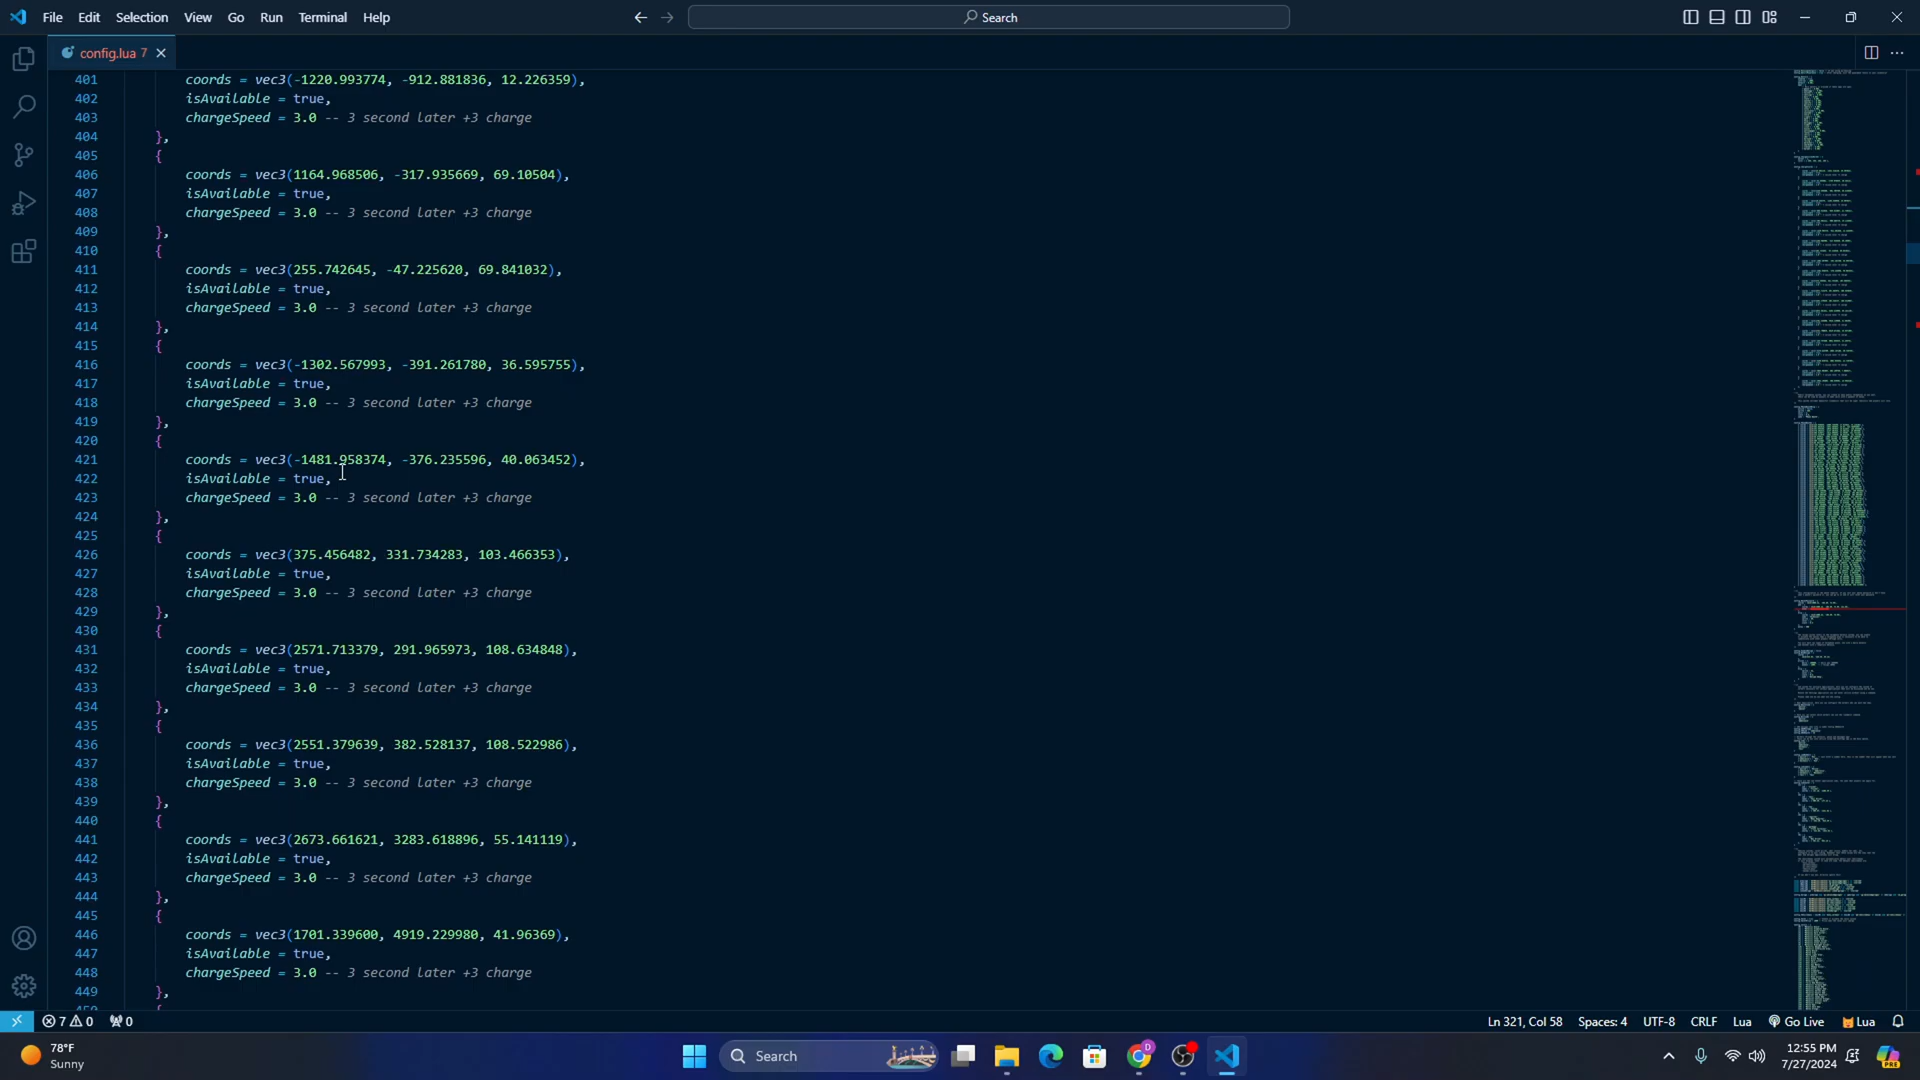 File Edit Selection View Go Run Terminal Help
Search
config.lua 7
401 coords = vec3(-1220.993774, -912.881836, 12.226359),
402 isAvailable = true,
403 chargeSpeed = 3.0 -- 3 second later +3 charge
404 },
405 {
406 coords = vec3(1164.968506, -317.935669, 69.10504),
407 isAvailable = true,
408 chargeSpeed = 3.0 -- 3 second later +3 charge
409 },
410 {
411 coords = vec3(255.742645, -47.225620, 69.841032),
412 isAvailable = true,
413 chargeSpeed = 3.0 -- 3 second later +3 charge
414 },
415 {
416 coords = vec3(-1302.567993, -391.261780, 36.595755),
417 isAvailable = true,
418 chargeSpeed = 3.0 -- 3 second later +3 charge
419 },
420 {
421 coords = vec3(-1481.958374, -376.235596, 40.063452),
422 isAvailable = true,
423 chargeSpeed = 3.0 -- 3 second later +3 charge
424 },
425 {
426 coords = vec3(375.456482, 331.734283, 103.466353),
427 isAvailable = true,
428 chargeSpeed = 3.0 -- 3 second later +3 charge
429 },
430 {
431 coords = vec3(2571.713379, 291.965973, 108.634848),
432 isAvailable = true,
433 chargeSpeed = 3.0 -- 3 second later +3 charge
434 },
435 {
436 coords = vec3(2551.379639, 382.528137, 108.522986),
437 isAvailable = true,
438 chargeSpeed = 3.0 -- 3 second later +3 charge
439 },
440 {
441 coords = vec3(2673.661621, 3283.618896, 55.141119),
442 isAvailable = true,
443 chargeSpeed = 3.0 -- 3 second later +3 charge
444 },
445 {
446 coords = vec3(1701.339600, 4919.229980, 41.96369),
447 isAvailable = true,
448 chargeSpeed = 3.0 -- 3 second later +3 charge
449 },
7 0 0 Ln 321, Col 58 Spaces: 4 UTF-8 CRLF Lua Go Live Lua
78°F
Sunny
Search
12:55 PM
7/27/2024
PRE